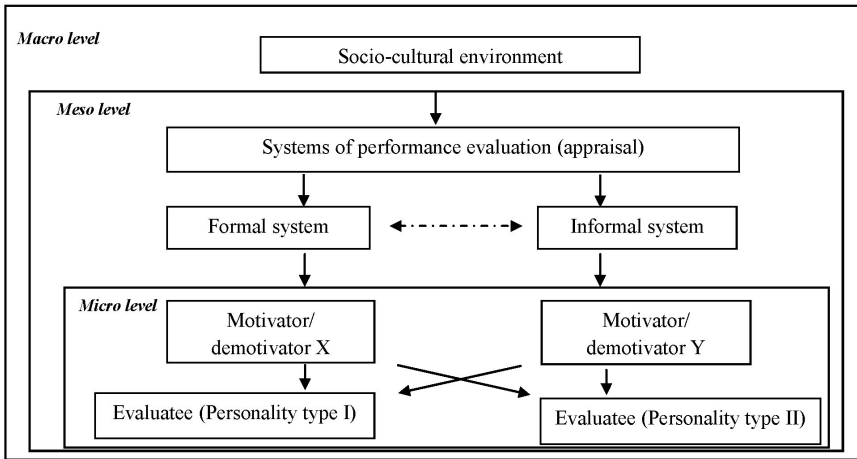 Macro level
Socio-cultural environment
Meso level
Systems of performance evaluation (appraisal)
Formal system
Informal system
Micro level
Motivator/
demotivator X
Motivator/
demotivator Y
Evaluatee (Personality type I)
Evaluatee (Personality type II)